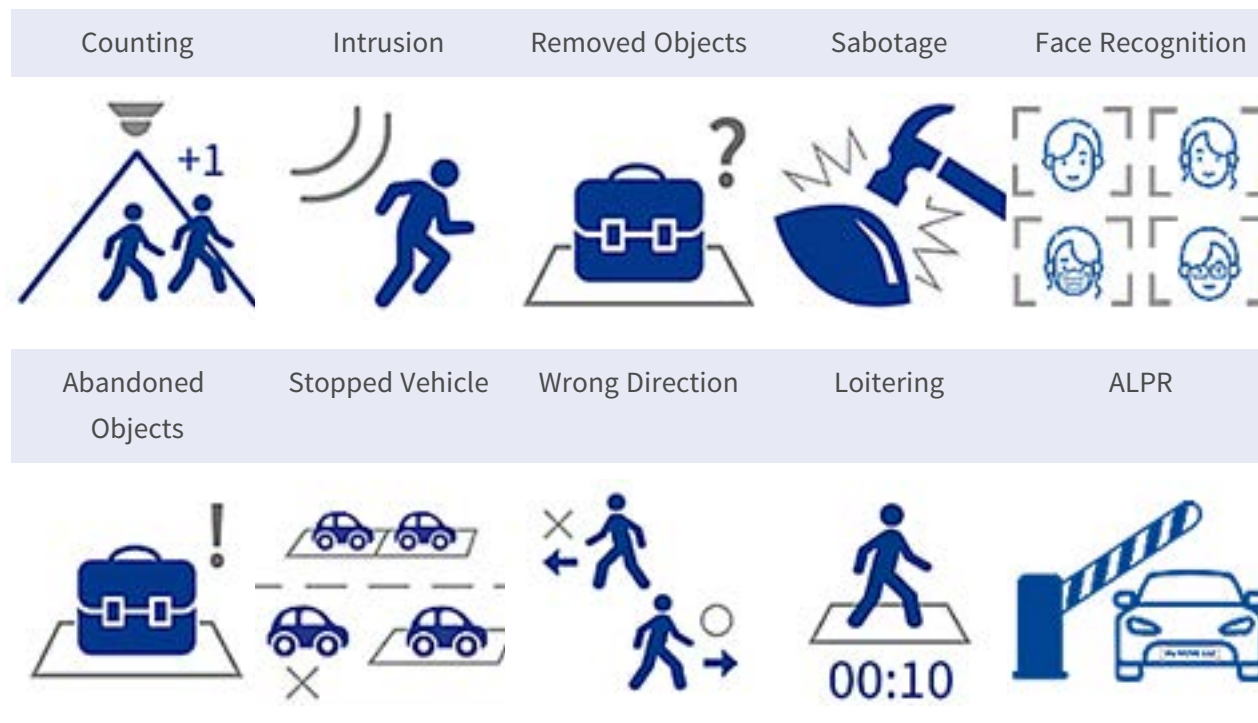 Counting
Intrusion
Removed Objects
Sabotage
Face Recognition
+1
?
Abandoned
Objects
Stopped Vehicle
Wrong Direction
Loitering
ALPR
!
00:10